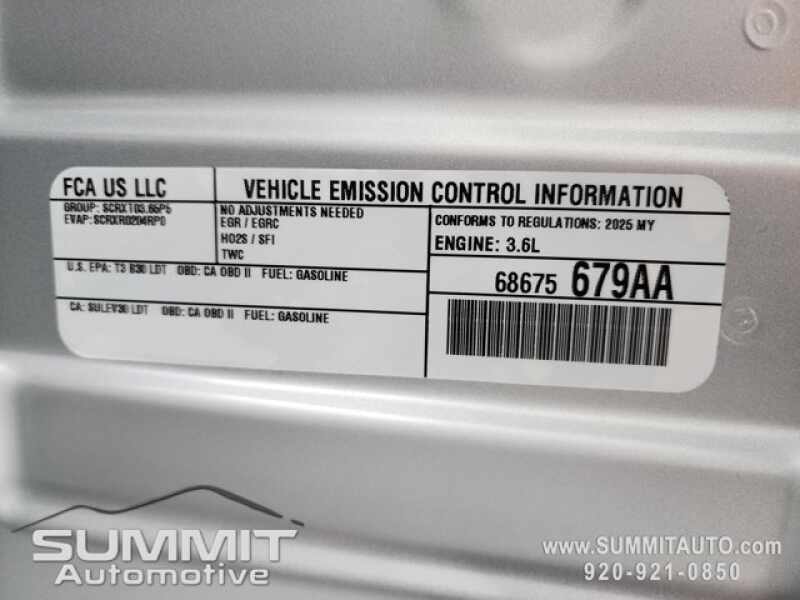 FCA US LLC
VEHICLE EMISSION CONTROL INFORMATION
GROUP: SCRXT03.65P5
EVAP: SCRXR0204RP0
NO ADJUSTMENTS NEEDED
EGR / EGRC
HO2S / SFI
TWC
CONFORMS TO REGULATIONS: 2025 MY
ENGINE: 3.6L
U.S. EPA: T3 B30 LDT OBD: CA OBD II FUEL: GASOLINE
CA: SULEV30 LDT OBD: CA OBD II FUEL: GASOLINE
68675 679AA
SUMMIT
Automotive
www.SUMMITAUTO.com
920-921-0850